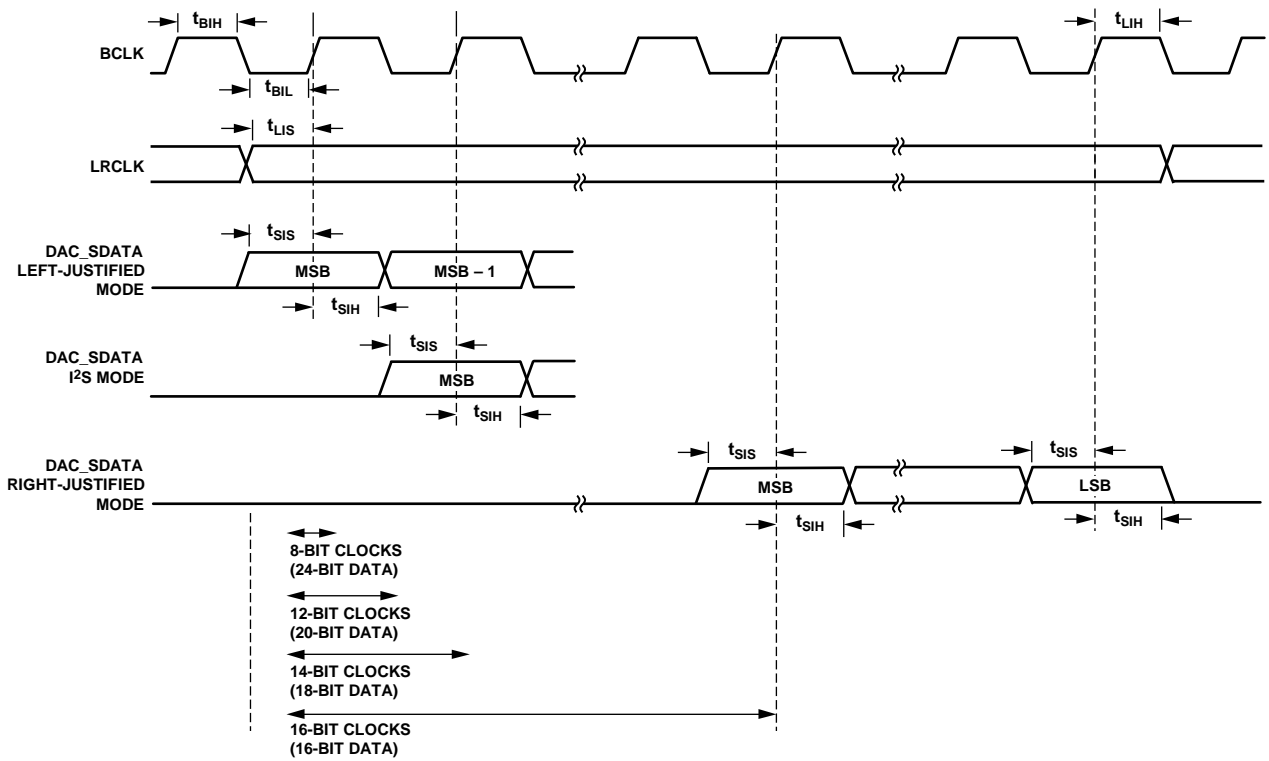 tBIH
tLIH
BCLK
tBIL
tLIS
LRCLK
tSIS
DAC_SDATA
LEFT-JUSTIFIED
MODE
MSB
MSB – 1
tSIH
tSIS
DAC_SDATA
I2S MODE
MSB
tSIH
tSIS
tSIS
DAC_SDATA
RIGHT-JUSTIFIED
MODE
MSB
LSB
tSIH
tSIH
8-BIT CLOCKS
(24-BIT DATA)
12-BIT CLOCKS
(20-BIT DATA)
14-BIT CLOCKS
(18-BIT DATA)
16-BIT CLOCKS
(16-BIT DATA)